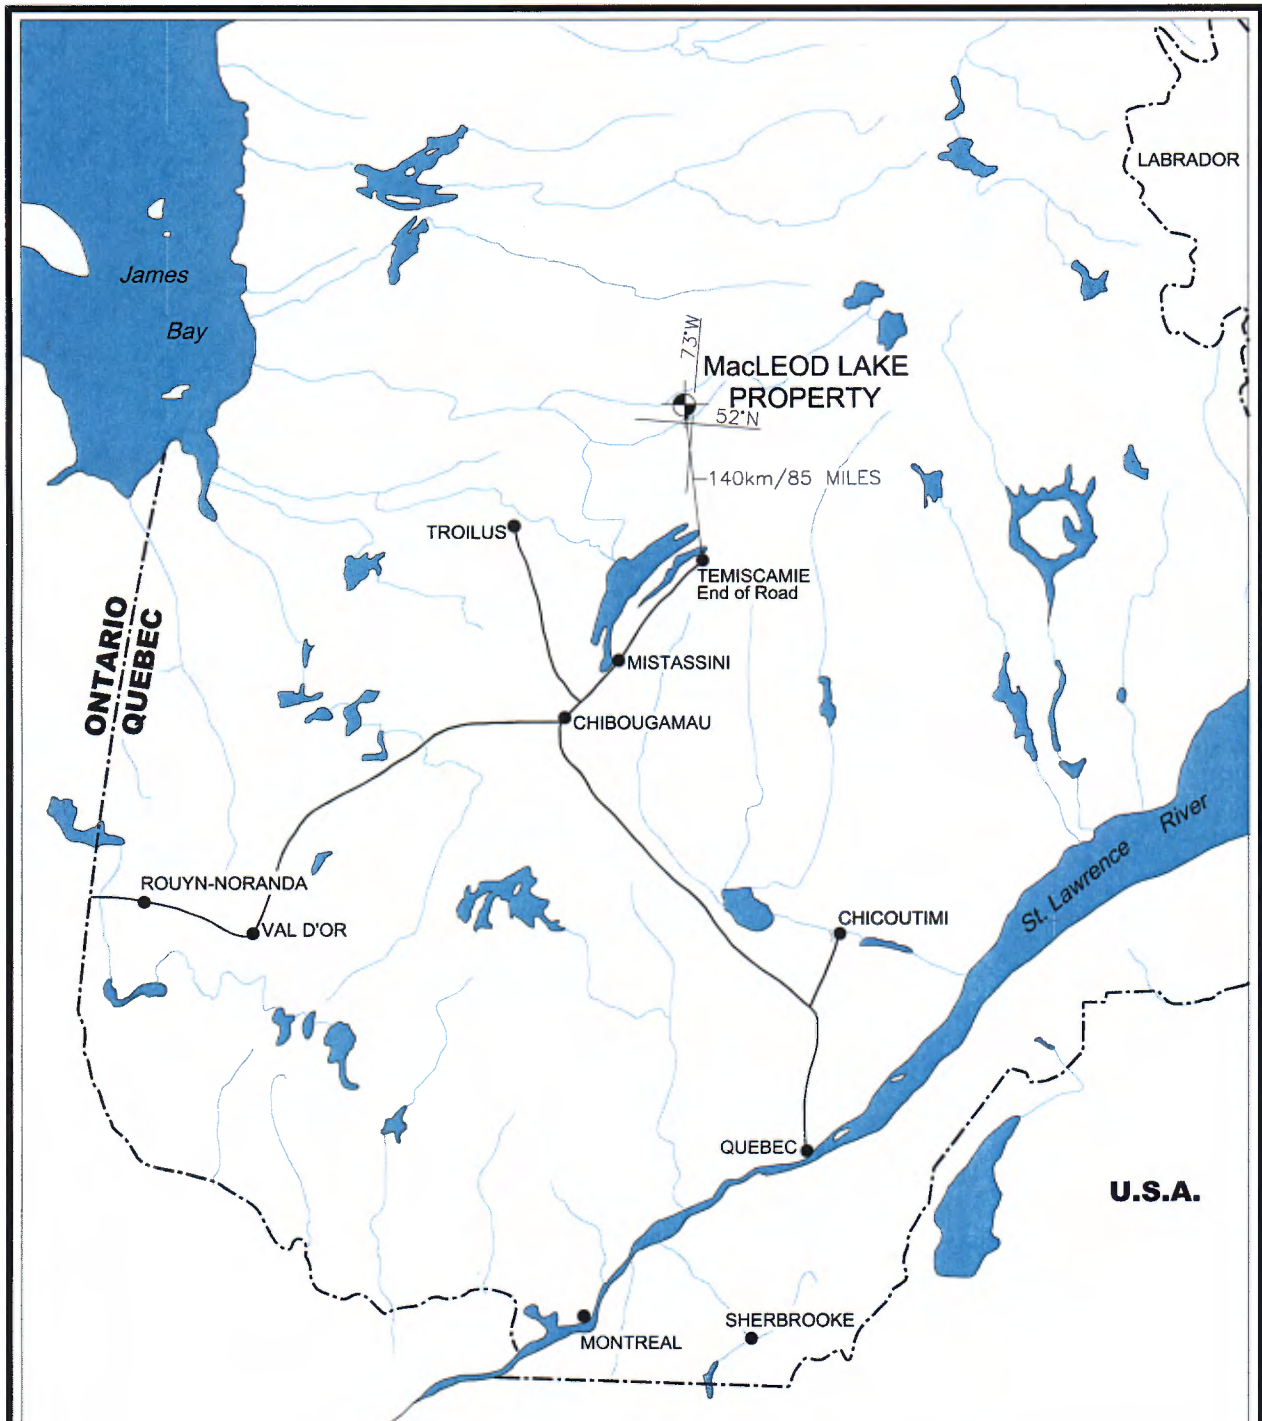 LABRADOR
James
Bay
73°W
MacLEOD LAKE
PROPERTY
52°N
140km/85 MILES
TROILUS
TEMISCAMIE
End of Road
ONTARIO
QUEBEC
MISTASSINI
CHIBOUGAMAU
St. Lawrence River
ROUYN-NORANDA
VAL D'OR
CHICOUTIMI
QUEBEC
U.S.A.
SHERBROOKE
MONTREAL